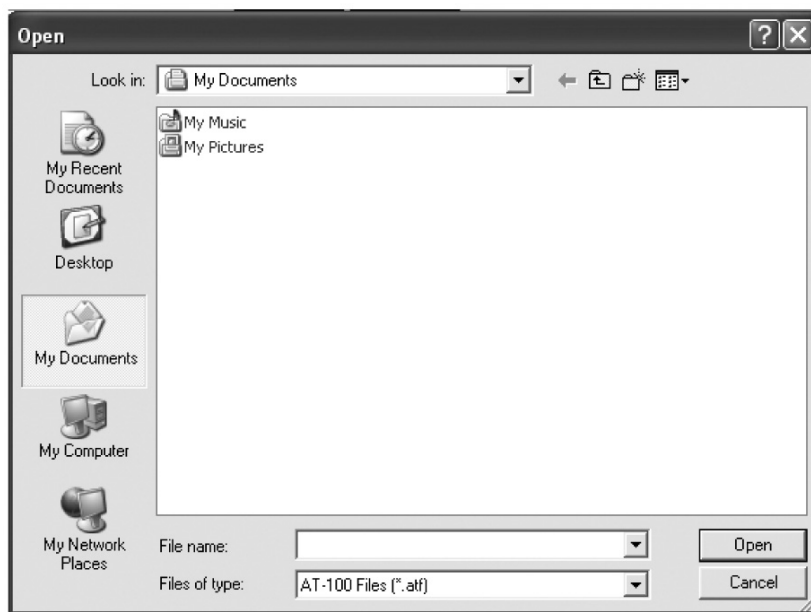 Open
Look in: My Documents
My Music
My Pictures
My Recent
Documents
Desktop
My Documents
My Computer
My Network
Places
File name:
Open
Files of type: AT-100 Files (*.atf)
Cancel